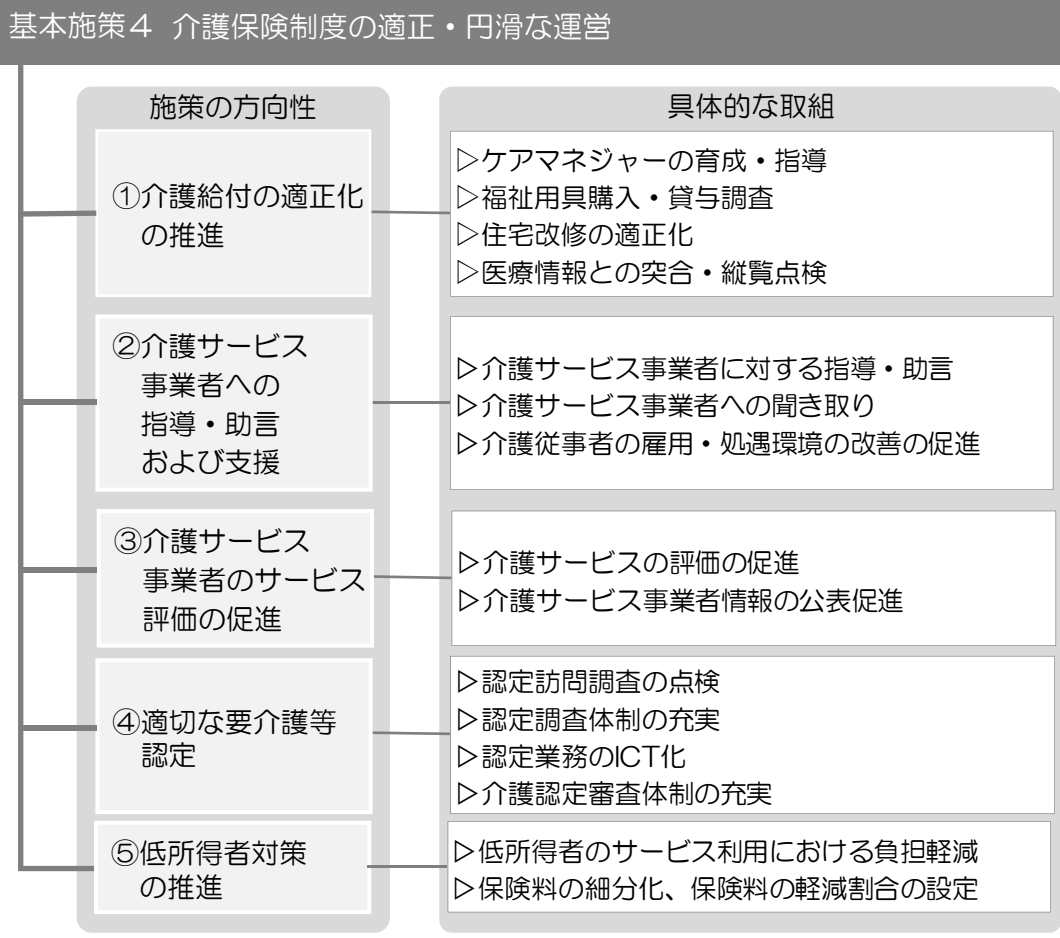 基本施策４ 介護保険制度の適正・円滑な運営
施策の方向性
具体的な取組
①介護給付の適正化
の推進
▷ケアマネジャーの育成・指導
▷福祉用具購入・貸与調査
▷住宅改修の適正化
▷医療情報との突合・縦覧点検
②介護サービス
事業者への
指導・助言
および支援
▷介護サービス事業者に対する指導・助言
▷介護サービス事業者への聞き取り
▷介護従事者の雇用・処遇環境の改善の促進
③介護サービス
事業者のサービス
評価の促進
▷介護サービスの評価の促進
▷介護サービス事業者情報の公表促進
④適切な要介護等
認定
▷認定訪問調査の点検
▷認定調査体制の充実
▷認定業務のICT化
▷介護認定審査体制の充実
⑤低所得者対策
の推進
▷低所得者のサービス利用における負担軽減
▷保険料の細分化、保険料の軽減割合の設定